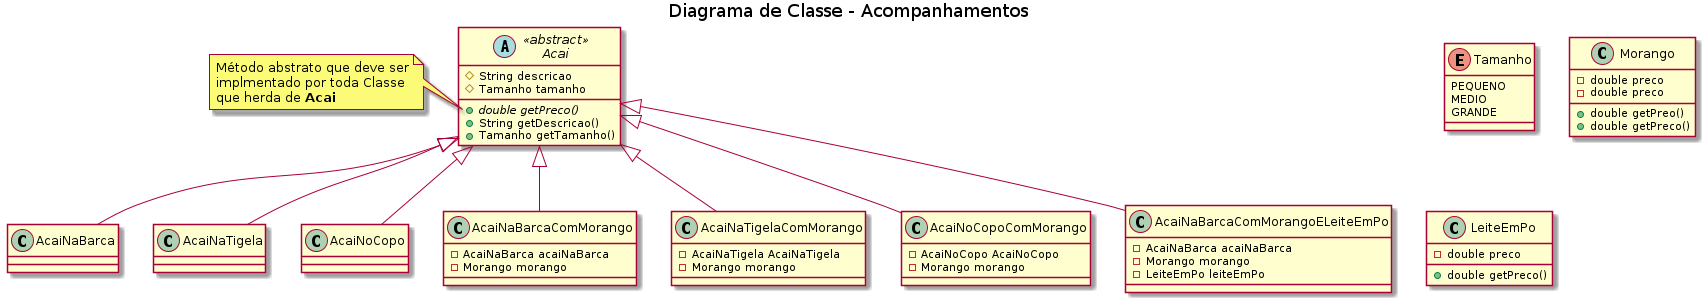 Diagrama de Classe - Acompanhamentos
Método abstrato que deve ser
implmentado por toda Classe
que herda de Acai
A
«abstract»
Acai
String descricao
Tamanho tamanho
double getPreco()
String getDescricao()
Tamanho getTamanho()
E Tamanho
PEQUENO
MEDIO
GRANDE
C Morango
double preco
double preco
double getPreo()
double getPreco()
C AcaiNaBarca
C AcaiNaTigela
C AcaiNoCopo
C AcaiNaBarcaComMorango
AcaiNaBarca acaiNaBarca
Morango morango
C AcaiNaTigelaComMorango
AcaiNaTigela AcaiNaTigela
Morango morango
C AcaiNoCopoComMorango
AcaiNoCopo AcaiNoCopo
Morango morango
C AcaiNaBarcaComMorangoELeiteEmPo
AcaiNaBarca acaiNaBarca
Morango morango
LeiteEmPo leiteEmPo
C LeiteEmPo
double preco
double getPreco()